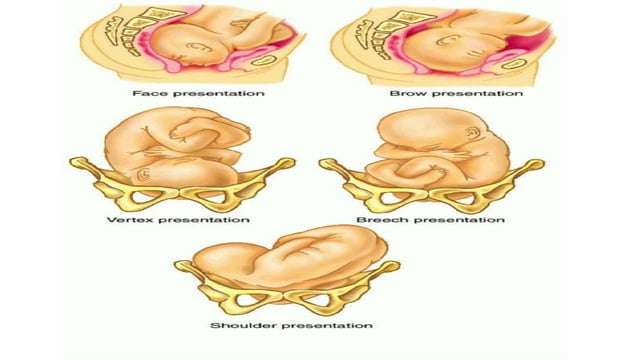 Face presentation
Brow presentation
Vertex presentation
Breech presentation
Shoulder presentation